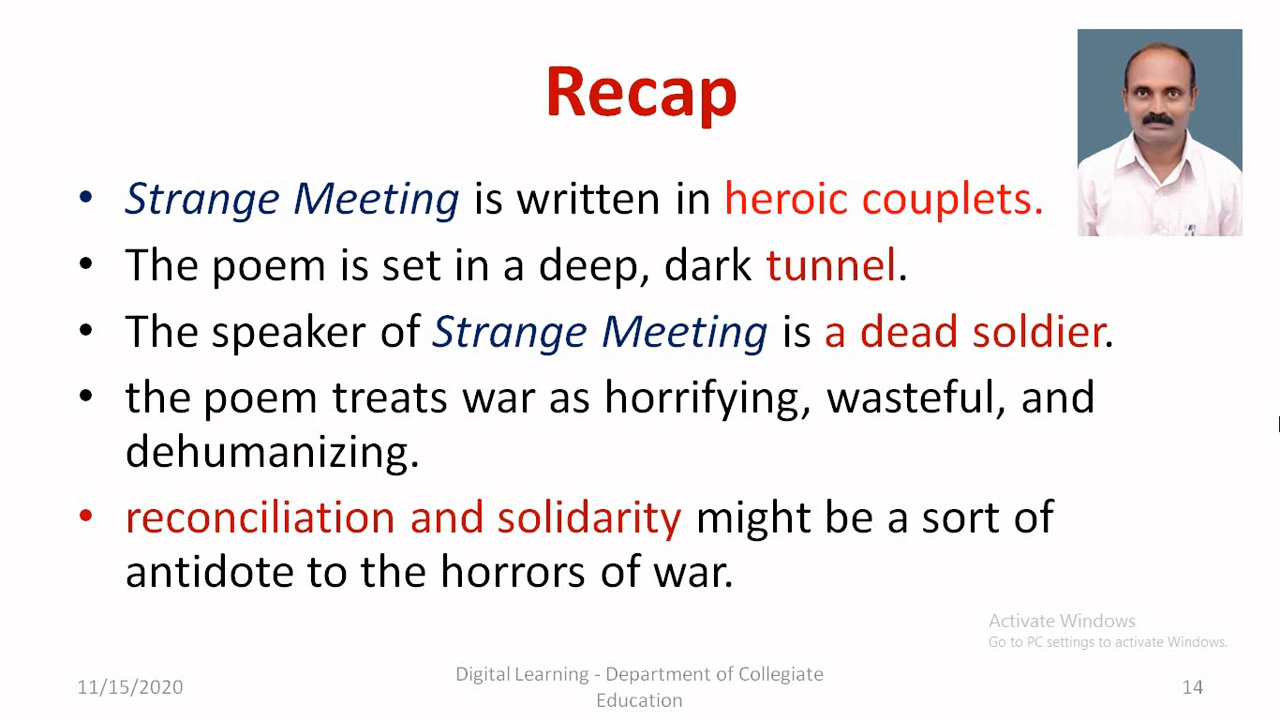 Recap
• Strange Meeting is written in heroic couplets.
• The poem is set in a deep, dark tunnel.
• The speaker of Strange Meeting is a dead soldier.
• the poem treats war as horrifying, wasteful, and
dehumanizing.
• reconciliation and solidarity might be a sort of
antidote to the horrors of war.
Activate Windows
Go to PC settings to activate Windows.
11/15/2020
Digital Learning - Department of Collegiate
Education
14